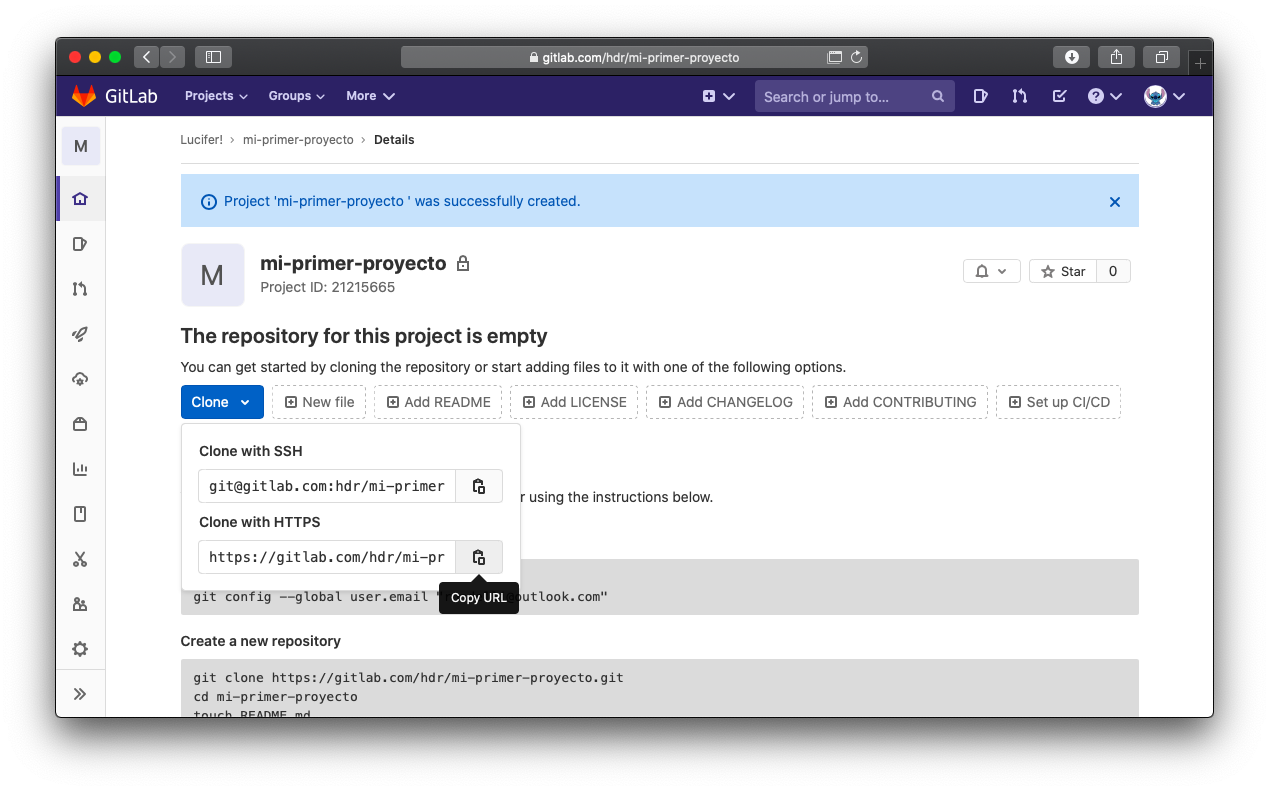 gitlab.com/hdr/mi-primer-proyecto
GitLab Projects Groups More Search or jump to...
M
Lucifer! › mi-primer-proyecto › Details
Project 'mi-primer-proyecto ' was successfully created.
M
mi-primer-proyecto
Project ID: 21215665
Star 0
The repository for this project is empty
You can get started by cloning the repository or start adding files to it with one of the following options.
Clone New file Add README Add LICENSE Add CHANGELOG Add CONTRIBUTING Set up CI/CD
Clone with SSH
git@gitlab.com:hdr/mi-primer
using the instructions below.
Clone with HTTPS
https://gitlab.com/hdr/mi-pr
git config --global user.email outlook.com"
Copy URL
Create a new repository
git clone https://gitlab.com/hdr/mi-primer-proyecto.git
cd mi-primer-proyecto
touch README.md